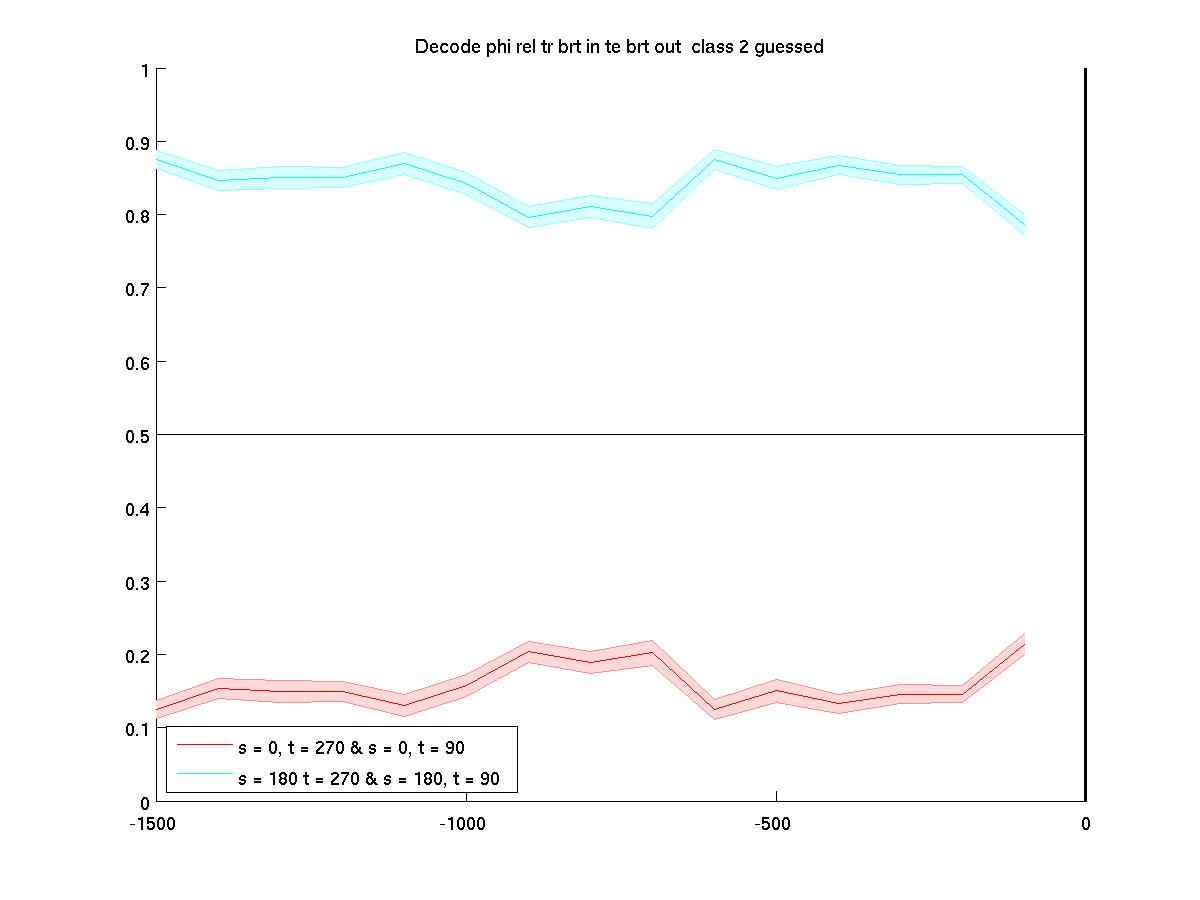 Decode phi rel tr brt in te brt out  class 2 guessed
1
0.9
0.8
0.7
0.6
0.5
0.4
0.3
0.2
0.1
0
s = 0, t = 270 & s = 0, t = 90
s = 180 t = 270 & s = 180, t = 90
-1500 -1000 -500 0